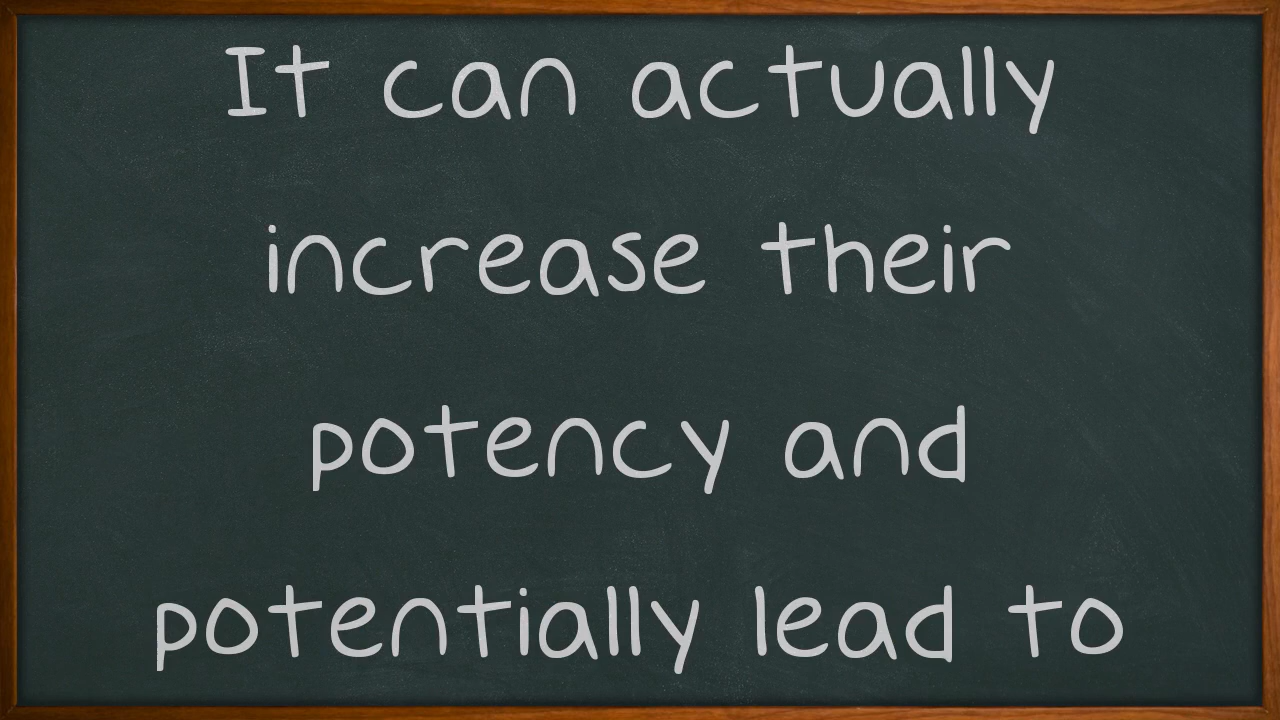 It can actually
increase their
potency and
potentially lead to